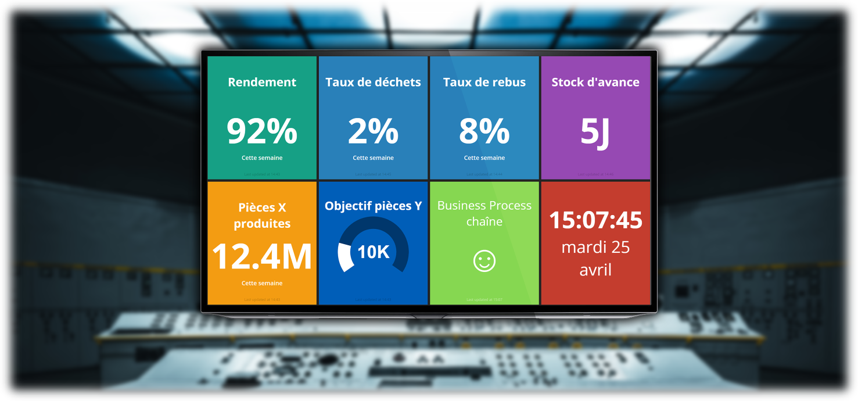 Rendement
92%
Cette semaine
Taux de déchets
2%
Cette semaine
Taux de rebus
8%
Cette semaine
Stock d'avance
5J
Pièces X
produites
12.4M
Cette semaine
Objectif pièces Y
10K
Business Process
chaîne
15:07:45
mardi 25
avril